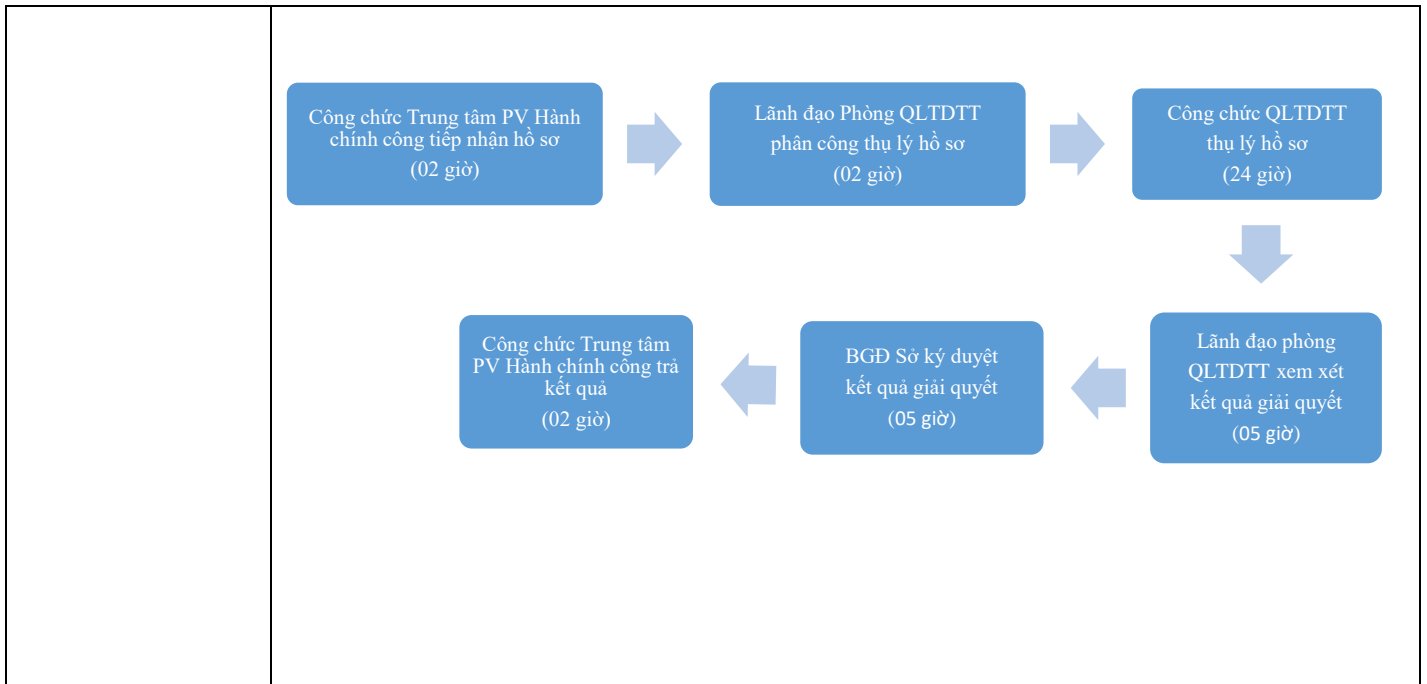 Công chức Trung tâm PV Hành
chính công tiếp nhận hồ sơ
(02 giờ)
Lãnh đạo Phòng QLTDTT
phân công thụ lý hồ sơ
(02 giờ)
Công chức QLTDTT
thụ lý hồ sơ
(24 giờ)
Lãnh đạo phòng
QLTDTT xem xét
kết quả giải quyết
(05 giờ)
BGĐ Sở ký duyệt
kết quả giải quyết
(05 giờ)
Công chức Trung tâm
PV Hành chính công trả
kết quả
(02 giờ)